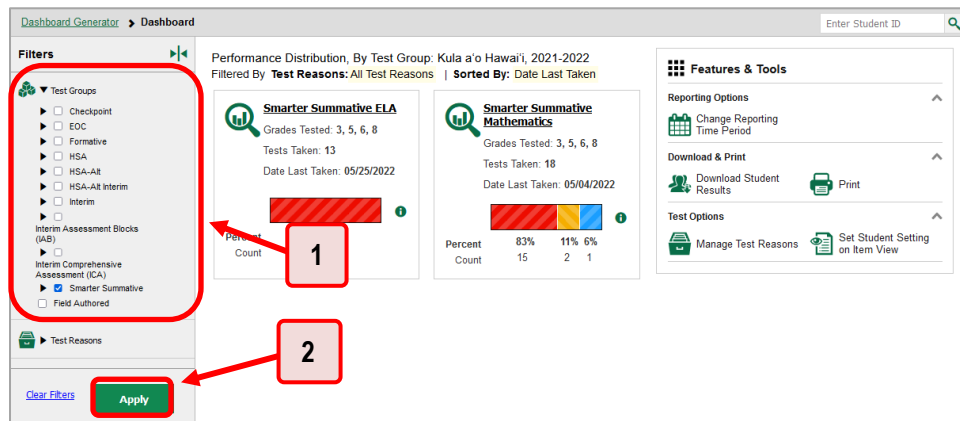 Dashboard Generator > Dashboard
Enter Student ID
Filters
Test Groups
Checkpoint
EOC
Formative
HSA
HSA-Alt
HSA-Alt Interim
Interim
Interim Assessment Blocks
(IAB)
Interim Comprehensive
Assessment (ICA)
Smarter Summative
Field Authored
Test Reasons
Clear Filters
Apply
Performance Distribution, By Test Group: Kula a'o Hawai'i, 2021-2022
Filtered By Test Reasons: All Test Reasons | Sorted By: Date Last Taken
Smarter Summative ELA
Grades Tested: 3, 5, 6, 8
Tests Taken: 13
Date Last Taken: 05/25/2022
Percent
Count
1
2
Smarter Summative
Mathematics
Grades Tested: 3, 5, 6, 8
Tests Taken: 18
Date Last Taken: 05/04/2022
Percent 83% 11% 6%
Count 15 2 1
Features & Tools
Reporting Options
Change Reporting
Time Period
Download & Print
Download Student
Results
Print
Test Options
Manage Test Reasons
Set Student Setting
on Item View